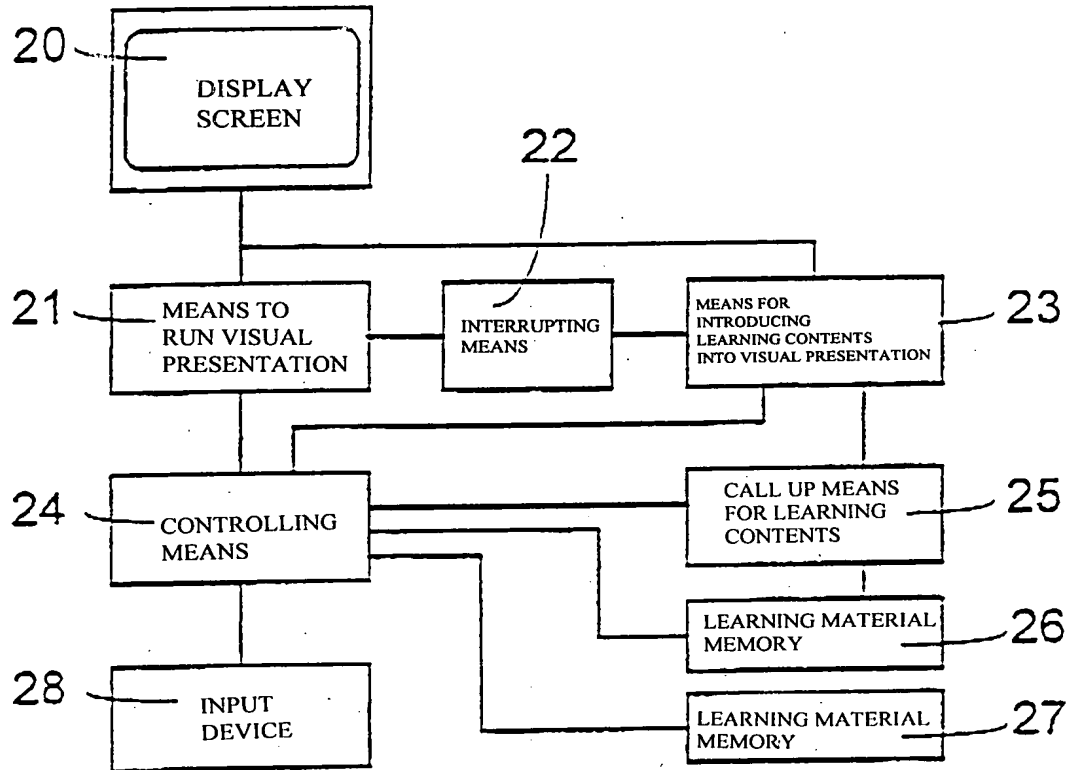 20
DISPLAY
SCREEN
22
21
MEANS TO
RUN VISUAL
PRESENTATION
INTERRUPTING
MEANS
MEANS FOR
INTRODUCING
LEARNING CONTENTS
INTO VISUAL PRESENTATION
23
24
CONTROLLING
MEANS
CALL UP MEANS
FOR LEARNING
CONTENTS
25
LEARNING MATERIAL
MEMORY
26
28
INPUT
DEVICE
LEARNING MATERIAL
MEMORY
27